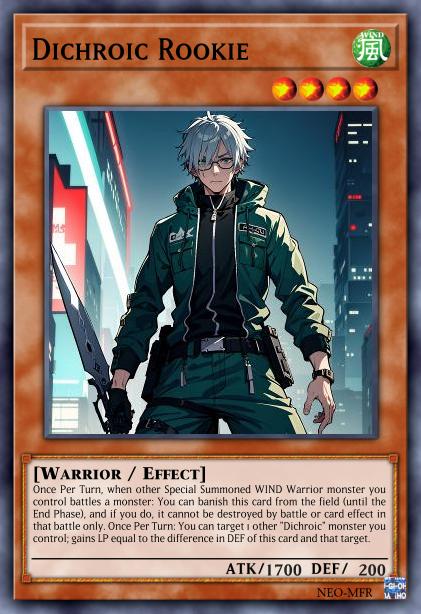 Dichroic Rookie
WIND
風
[Warrior / Effect]
Once Per Turn, when other Special Summoned WIND Warrior monster you
control battles a monster: You can banish this card from the field (until the
End Phase), and if you do, it cannot be destroyed by battle or card effect in
that battle only. Once Per Turn: You can target 1 other "Dichroic" monster you
control; gains LP equal to the difference in DEF of this card and that target.
ATK/1700 DEF/ 200
NEO-MFR